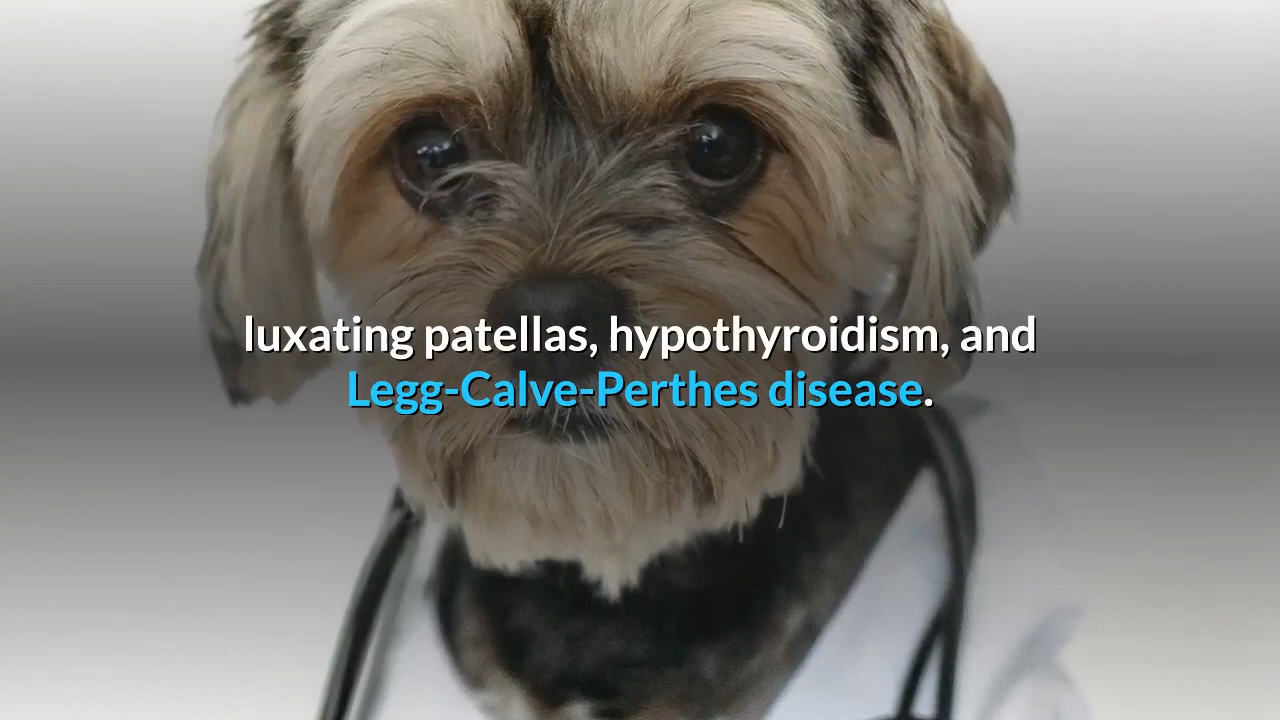 luxating patellas, hypothyroidism, and
Legg-Calve-Perthes disease.